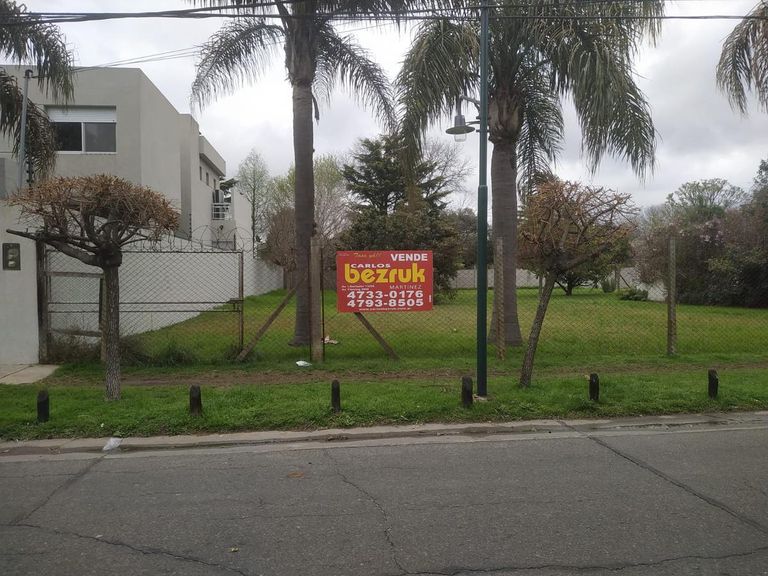 VENDE
CARLOS
bezruk
MARTINEZ
4733-0176
4793-8505